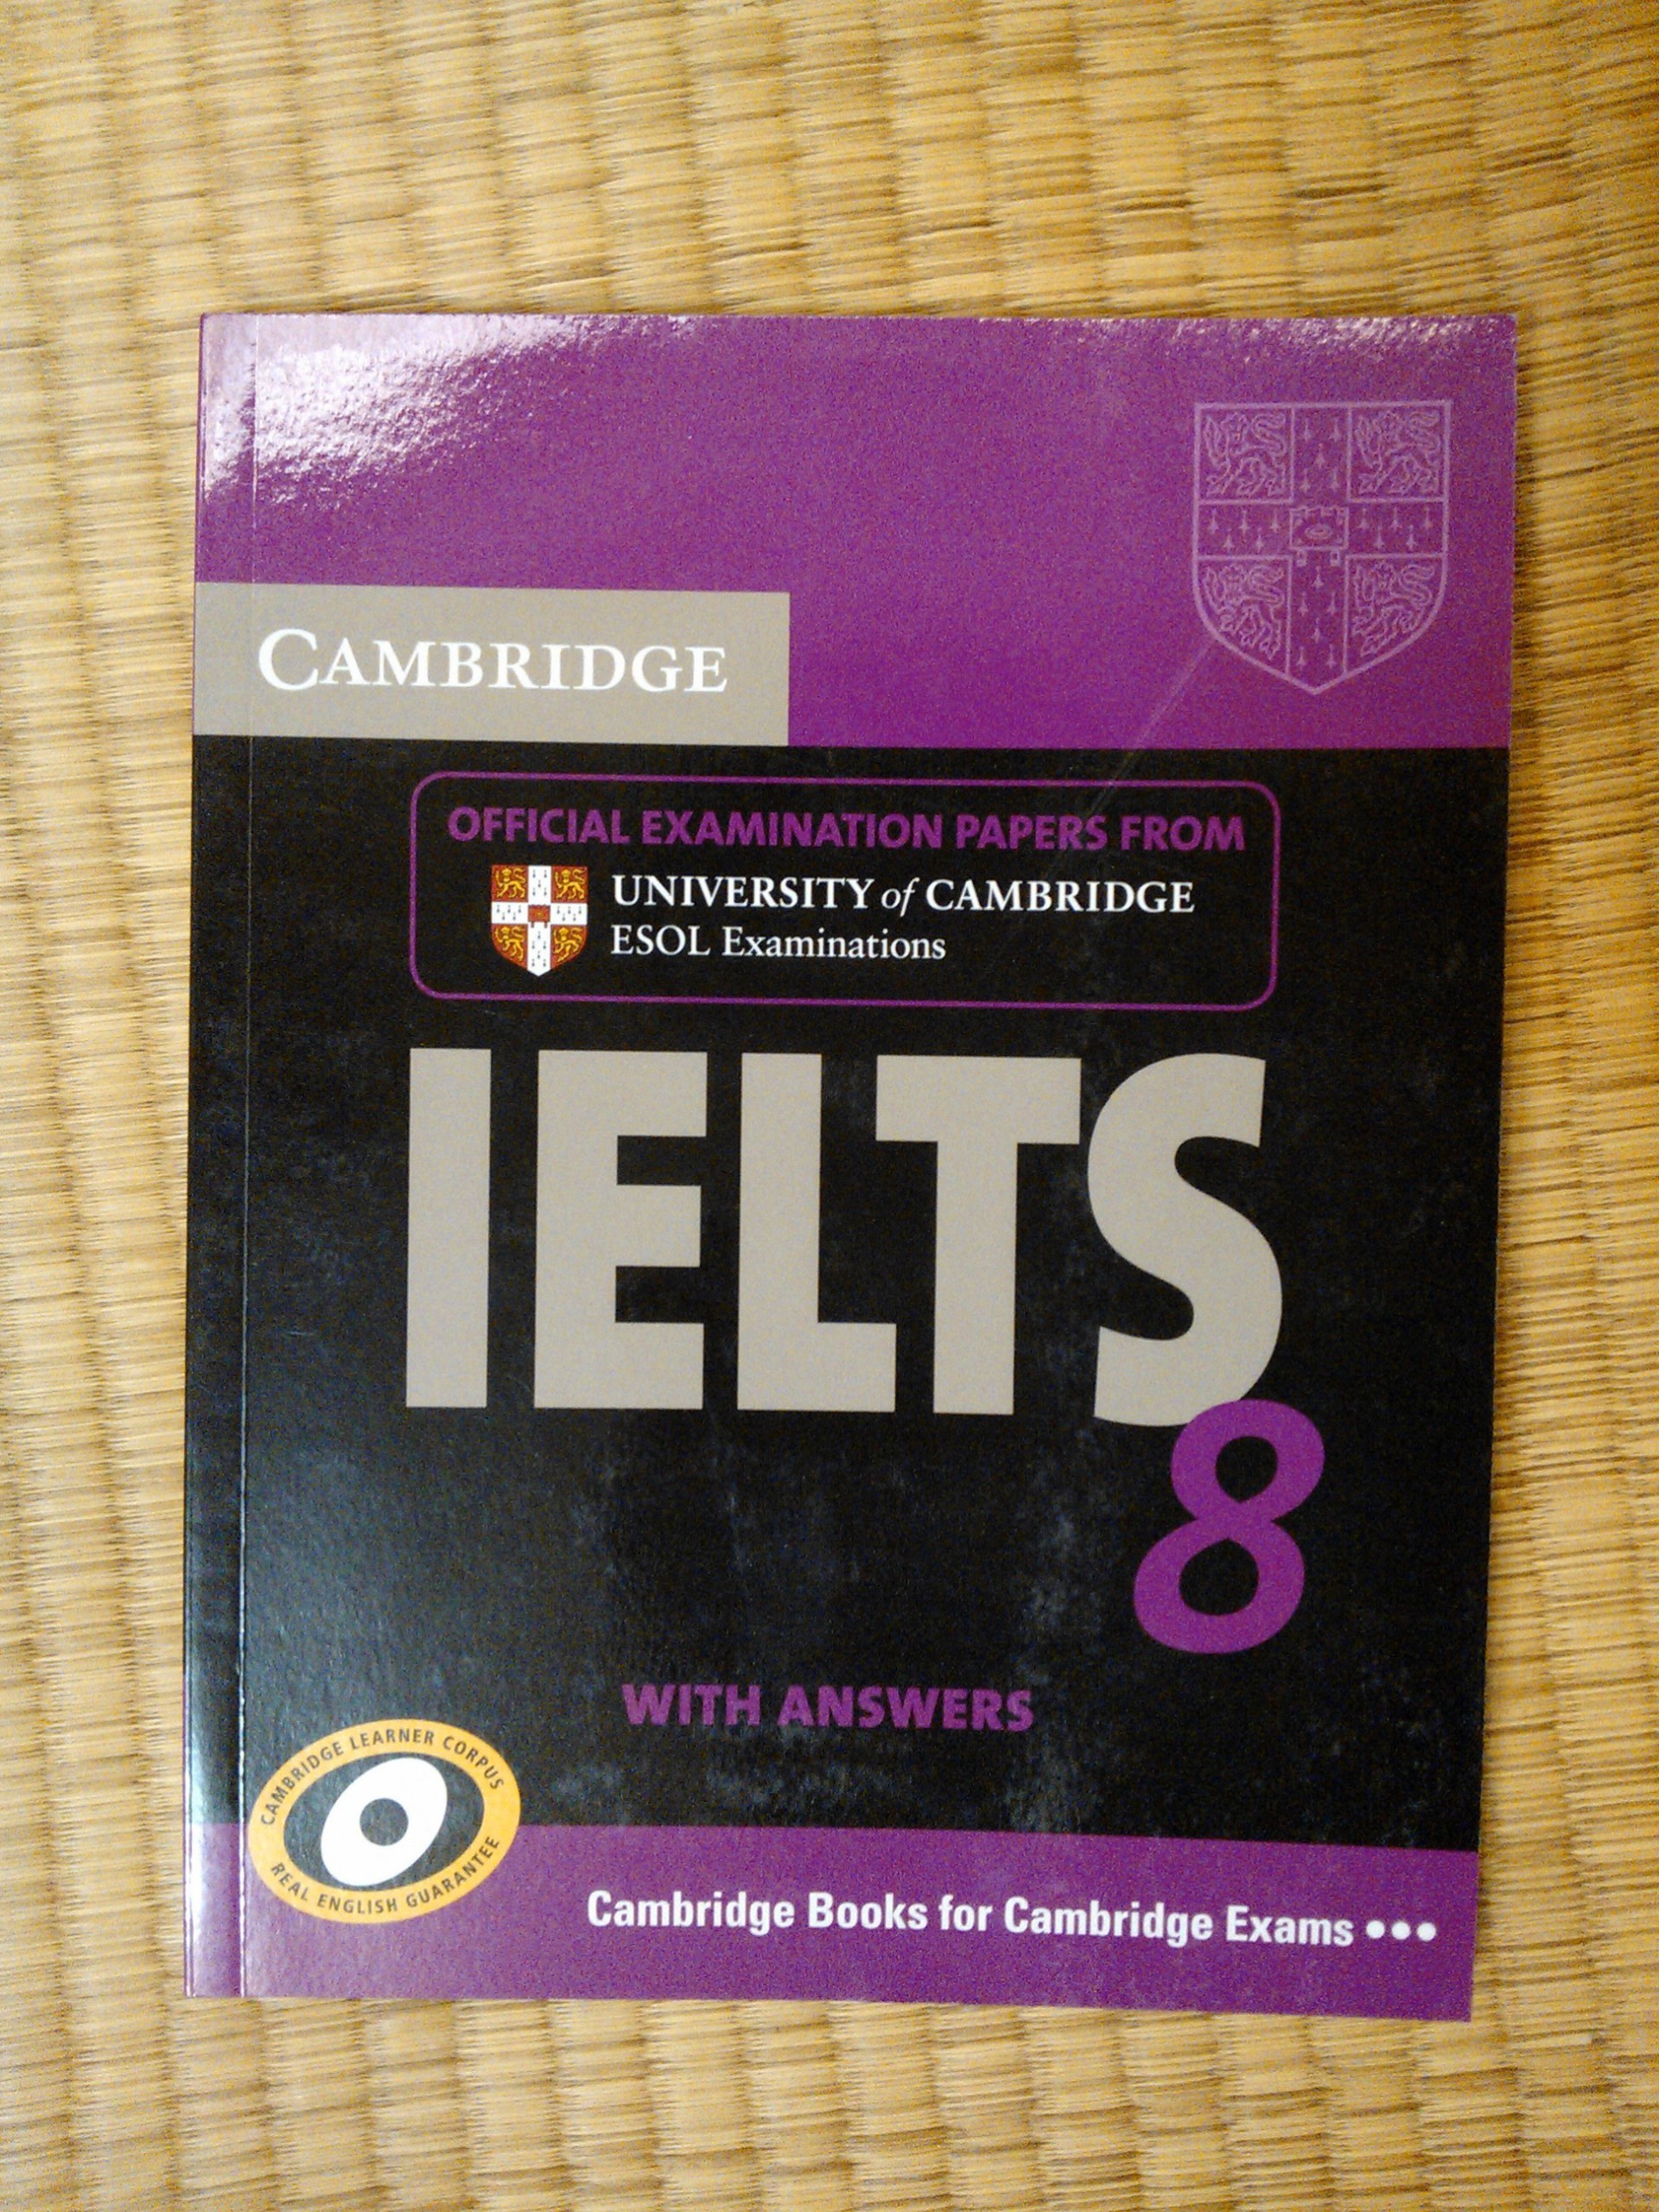 CAMBRIDGE
OFFICIAL EXAMINATION PAPERS FROM
UNIVERSITY of CAMBRIDGE
ESOL Examinations
IELTS
8
WITH ANSWERS
CAMBRIDGE LEARNER CORPUS
REAL ENGLISH GUARANTEE
Cambridge Books for Cambridge Exams •••